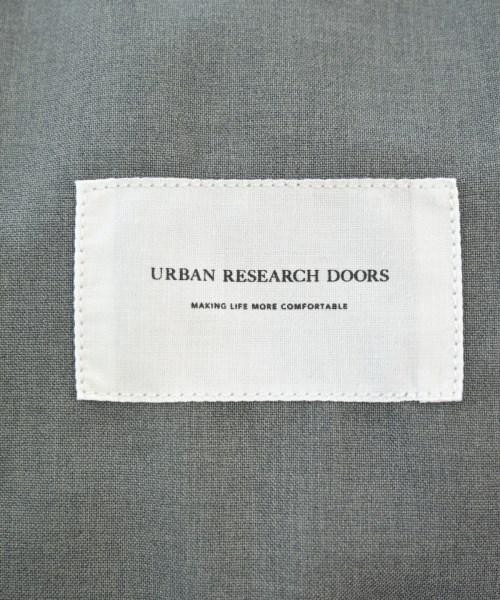 URBAN RESEARCH DOORS
MAKING LIFE MORE COMFORTABLE